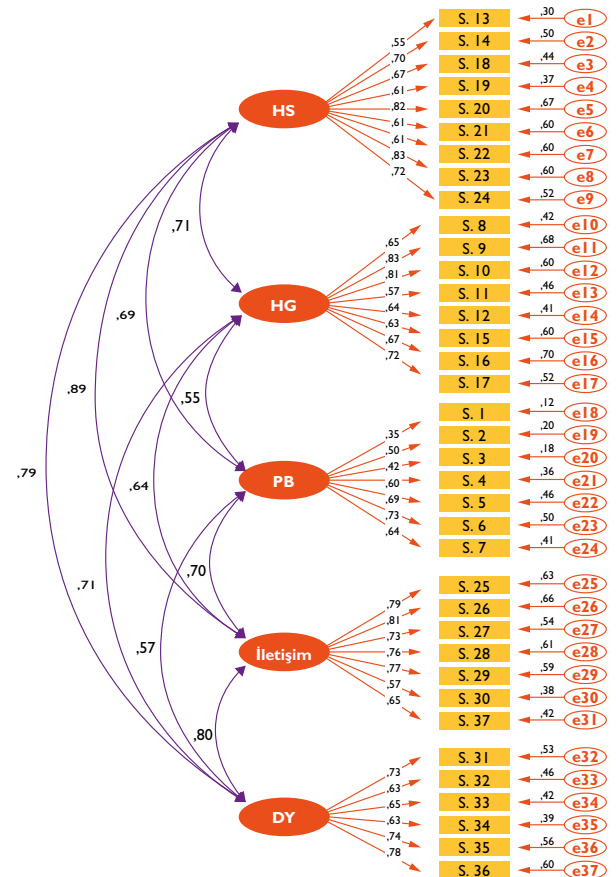 S. 13 ,30 e1
,55 S. 14 ,50 e2
,70 S. 18 ,44 e3
,67 S. 19 ,37 e4
,61 HS S. 20 ,67 e5
,82 S. 21 ,60 e6
,61 S. 22 ,60 e7
,61 S. 23 ,60 e8
,83 S. 24 ,52 e9
,72
,71
S. 8 ,42 e10
,65 S. 9 ,68 e11
,83 S. 10 ,60 e12
,81 S. 11 ,46 e13
,57 HG S. 12 ,41 e14
,64 S. 15 ,60 e15
,63 S. 16 ,70 e16
,67 S. 17 ,52 e17
,72
,69
,89
,55
S. 1 ,12 e18
,35 S. 2 ,20 e19
,50 S. 3 ,18 e20
,42 PB S. 4 ,36 e21
,60 S. 5 ,46 e22
,69 S. 6 ,50 e23
,73 S. 7 ,41 e24
,64
,79
,64
,70
S. 25 ,63 e25
,79 S. 26 ,66 e26
,81 S. 27 ,54 e27
,73 İletişim S. 28 ,61 e28
,76 S. 29 ,59 e29
,77 S. 30 ,38 e30
,57 S. 37 ,42 e31
,65
,71
,57
,80
S. 31 ,53 e32
,73 S. 32 ,46 e33
,63 S. 33 ,42 e34
,65 DY S. 34 ,39 e35
,63 S. 35 ,56 e36
,74 S. 36 ,60 e37
,78